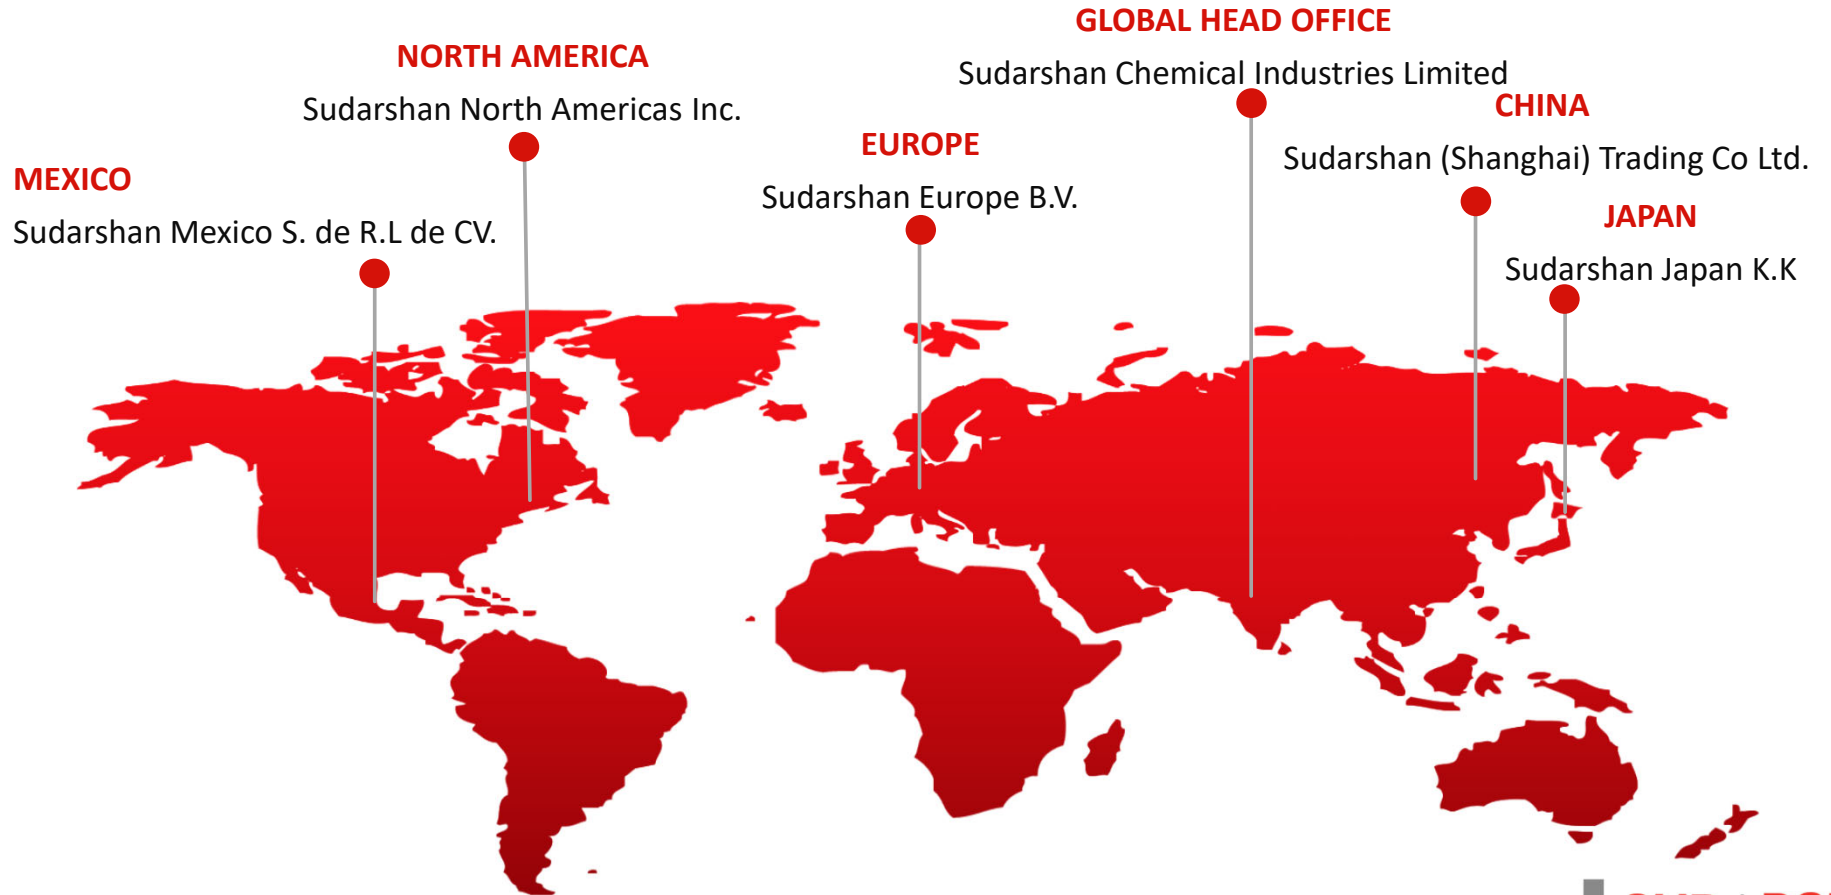 GLOBAL HEAD OFFICE
Sudarshan Chemical Industries Limited
NORTH AMERICA
Sudarshan North Americas Inc.
CHINA
Sudarshan (Shanghai) Trading Co Ltd.
EUROPE
Sudarshan Europe B.V.
MEXICO
Sudarshan Mexico S. de R.L de CV.
JAPAN
Sudarshan Japan K.K